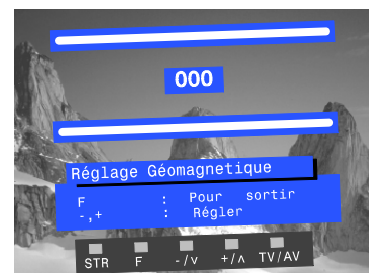 000
Réglage Géomagnetique
F : Pour sortir
-,+ : Régler
STR F -/v +/ʌ TV/AV